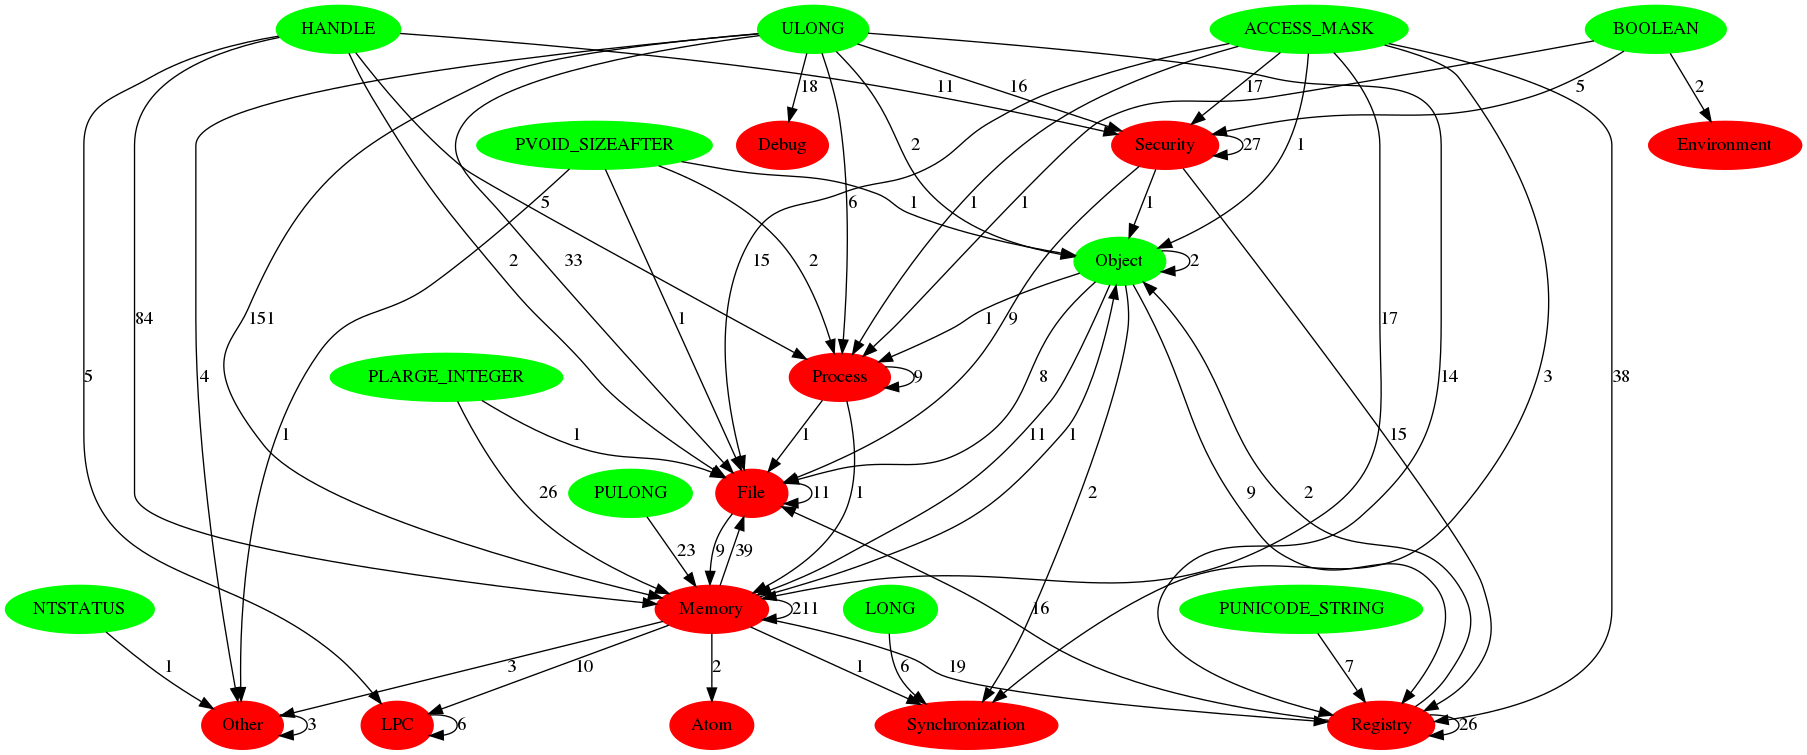 HANDLE
ULONG
ACCESS_MASK
BOOLEAN
18
16
11
17
5
2
PVOID_SIZEAFTER
Debug
Security
27
2
1
Environment
5
6
1
1
1
1
2
33
15
2
Object
2
84
151
1
1
9
17
5
4
PLARGE_INTEGER
Process
9
8
14
3
38
1
1
1
11
1
15
26
PULONG
File
11
1
2
9
2
23
9
39
NTSTATUS
Memory
211
LONG
16
PUNICODE_STRING
1
3
10
2
1
6
19
7
Other
3
LPC
6
Atom
Synchronization
Registry
26